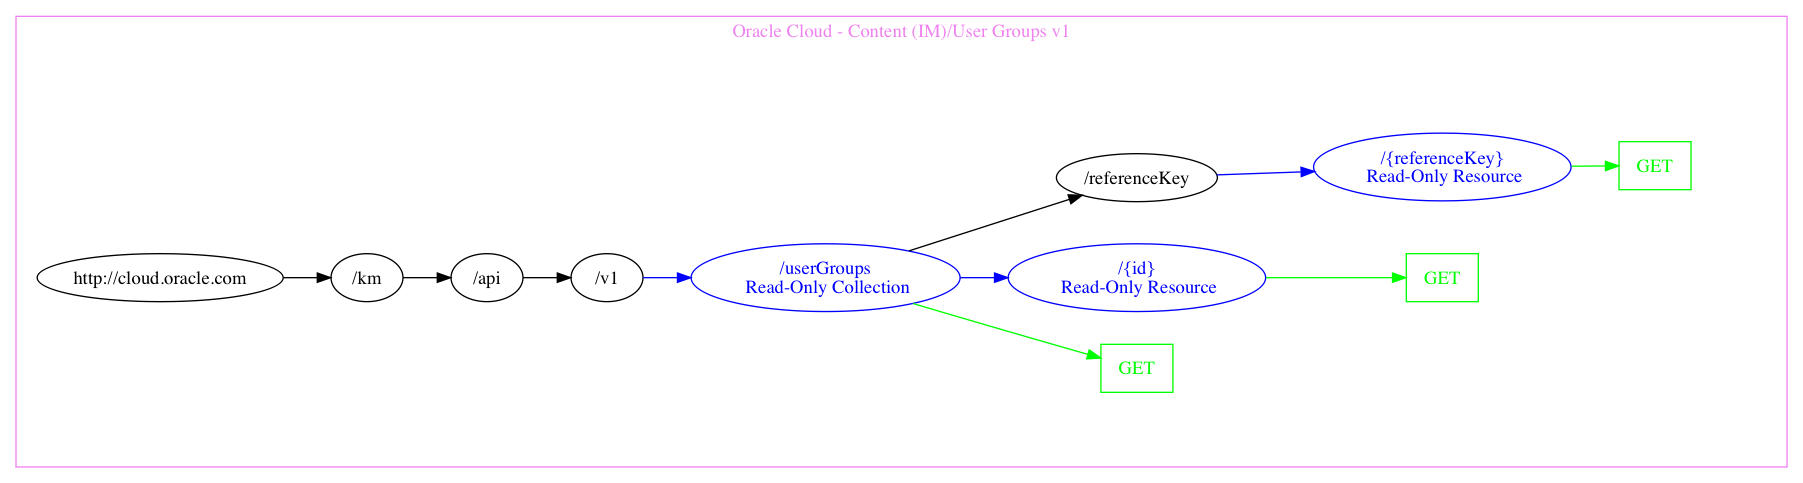 Oracle Cloud - Content (IM)/User Groups v1
http://cloud.oracle.com
/km
/api
/v1
/userGroups
Read-Only Collection
/referenceKey
/{referenceKey}
Read-Only Resource
GET
/{id}
Read-Only Resource
GET
GET